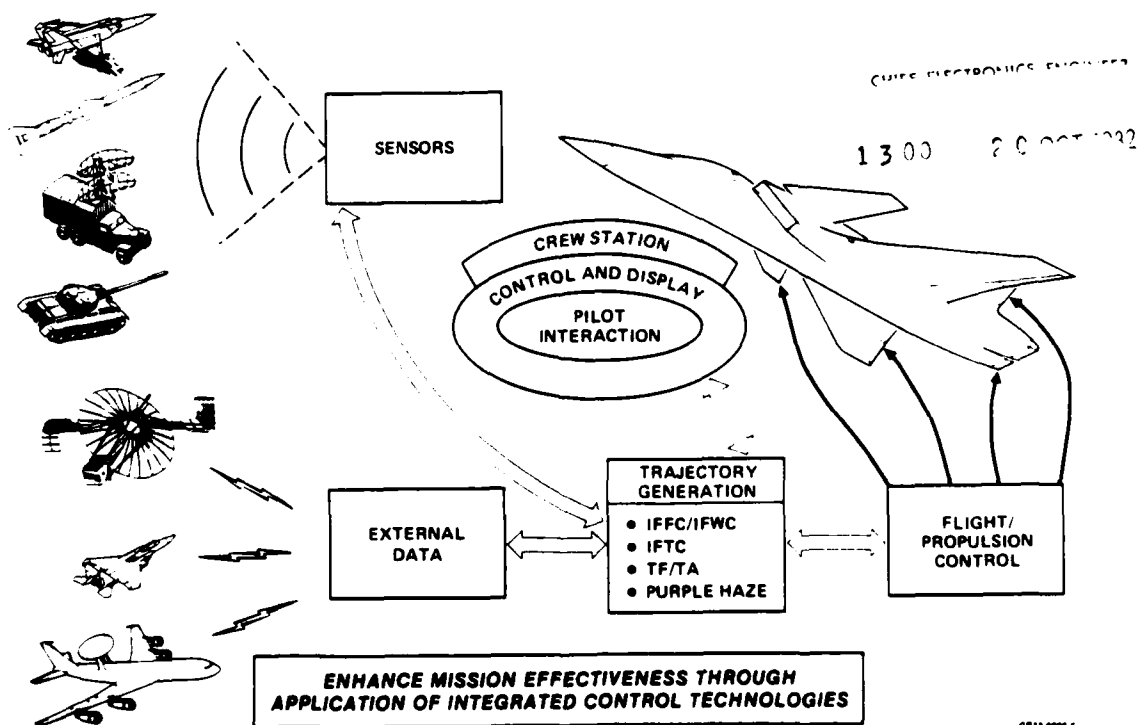 SENSORS
1300
CREW STATION
CONTROL AND DISPLAY
PILOT
INTERACTION
EXTERNAL
DATA
TRAJECTORY
GENERATION
• IFFC/IFWC
• IFTC
• TF/TA
• PURPLE HAZE
FLIGHT/
PROPULSION
CONTROL
ENHANCE MISSION EFFECTIVENESS THROUGH
APPLICATION OF INTEGRATED CONTROL TECHNOLOGIES